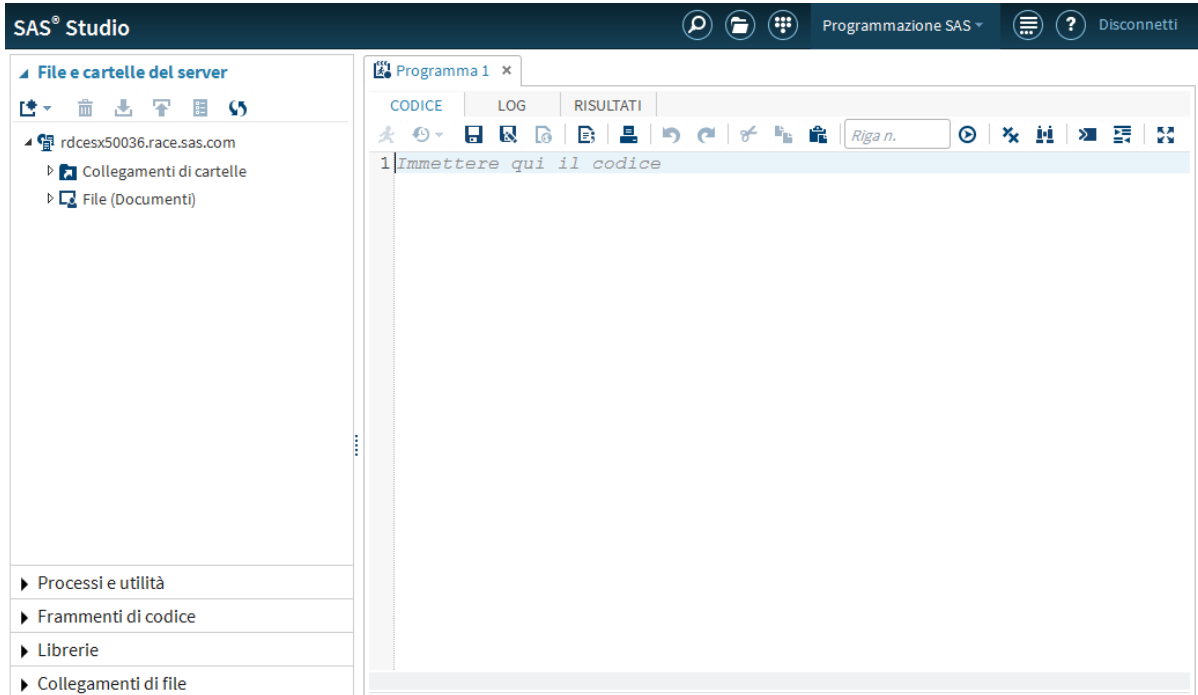 SAS® Studio
Programmazione SAS
?
Disconnetti
File e cartelle del server
rdcesx50036.race.sas.com
Collegamenti di cartelle
File (Documenti)
Processi e utilità
Frammenti di codice
Librerie
Collegamenti di file
Programma 1 ×
CODICE LOG RISULTATI
Riga n.
1 Immettere qui il codice